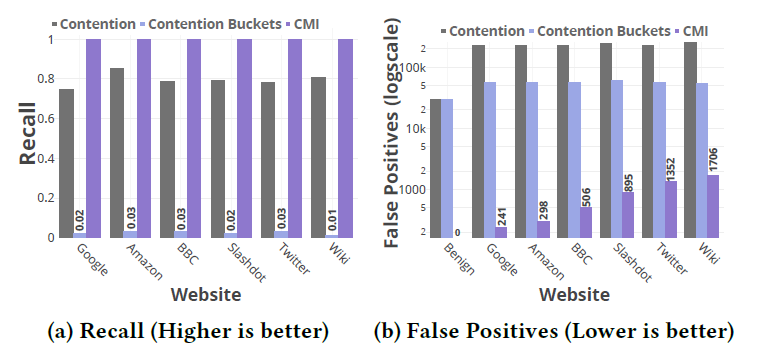 Contention Contention Buckets CMI
1
0.8
0.6
0.4
0.2
0
Recall
0.02
0.03
0.03
0.02
0.03
0.01
Google
Amazon
BBC
Slashdot
Twitter
Wiki
Website
(a) Recall (Higher is better)
Contention Contention Buckets CMI
2
100k
5
2
10k
5
2
1000
5
2
False Positives (logscale)
0
241
298
506
895
1352
1706
Benign
Google
Amazon
BBC
Slashdot
Twitter
Wiki
Website
(b) False Positives (Lower is better)